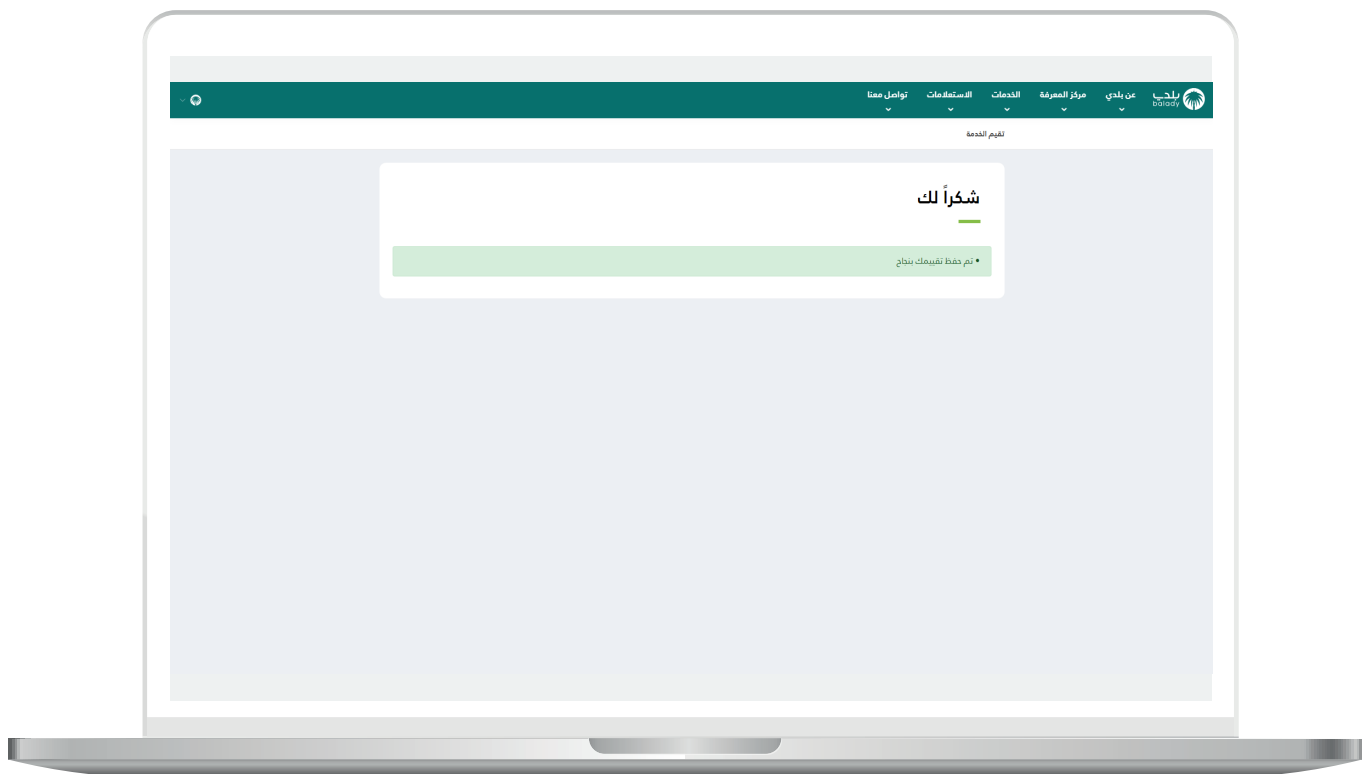 بلدي
balady
عن بلدي
مركز المعرفة
الخدمات
الاستعلامات
تواصل معنا
تقيم الخدمة
شكراً لك
• تم حفظ تقييمك بنجاح